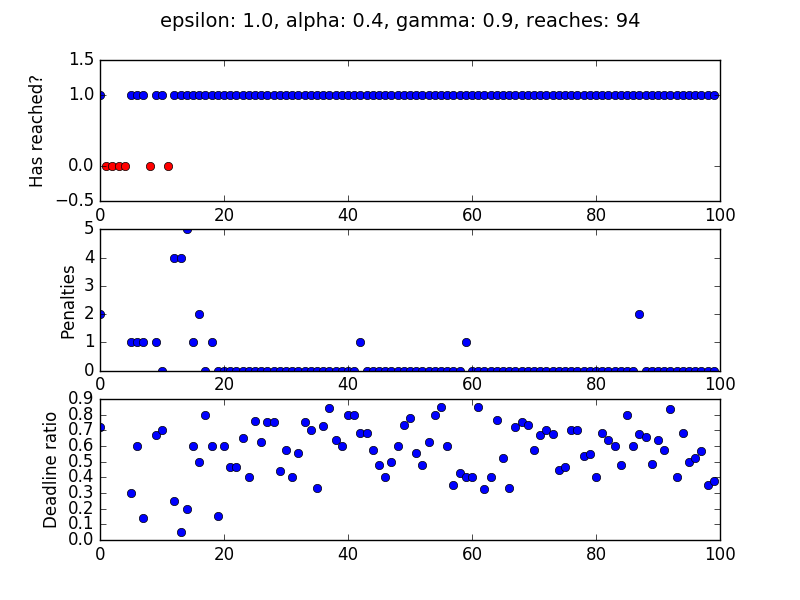 epsilon: 1.0, alpha: 0.4, gamma: 0.9, reaches: 94
Has reached?
1.5
1.0
0.0
−0.5
0 20 40 60 80 100
Penalties
5
4
3
2
1
0
0 20 40 60 80 100
Deadline ratio
0.9
0.8
0.7
0.6
0.5
0.4
0.3
0.2
0.1
0.0
0 20 40 60 80 100